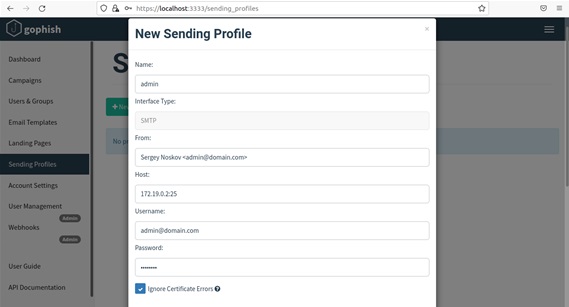 https://localhost:3333/sending_profiles
gophish
New Sending Profile
×
Dashboard
Campaigns
Users & Groups
Email Templates
Landing Pages
Sending Profiles
Account Settings
User Management
Admin
Webhooks
Admin
User Guide
API Documentation
S
+ New
No p
Name:
admin
Interface Type:
SMTP
From:
Sergey Noskov <admin@domain.com>
Host:
172.19.0.2:25
Username:
admin@domain.com
Password:
••••••••
Ignore Certificate Errors